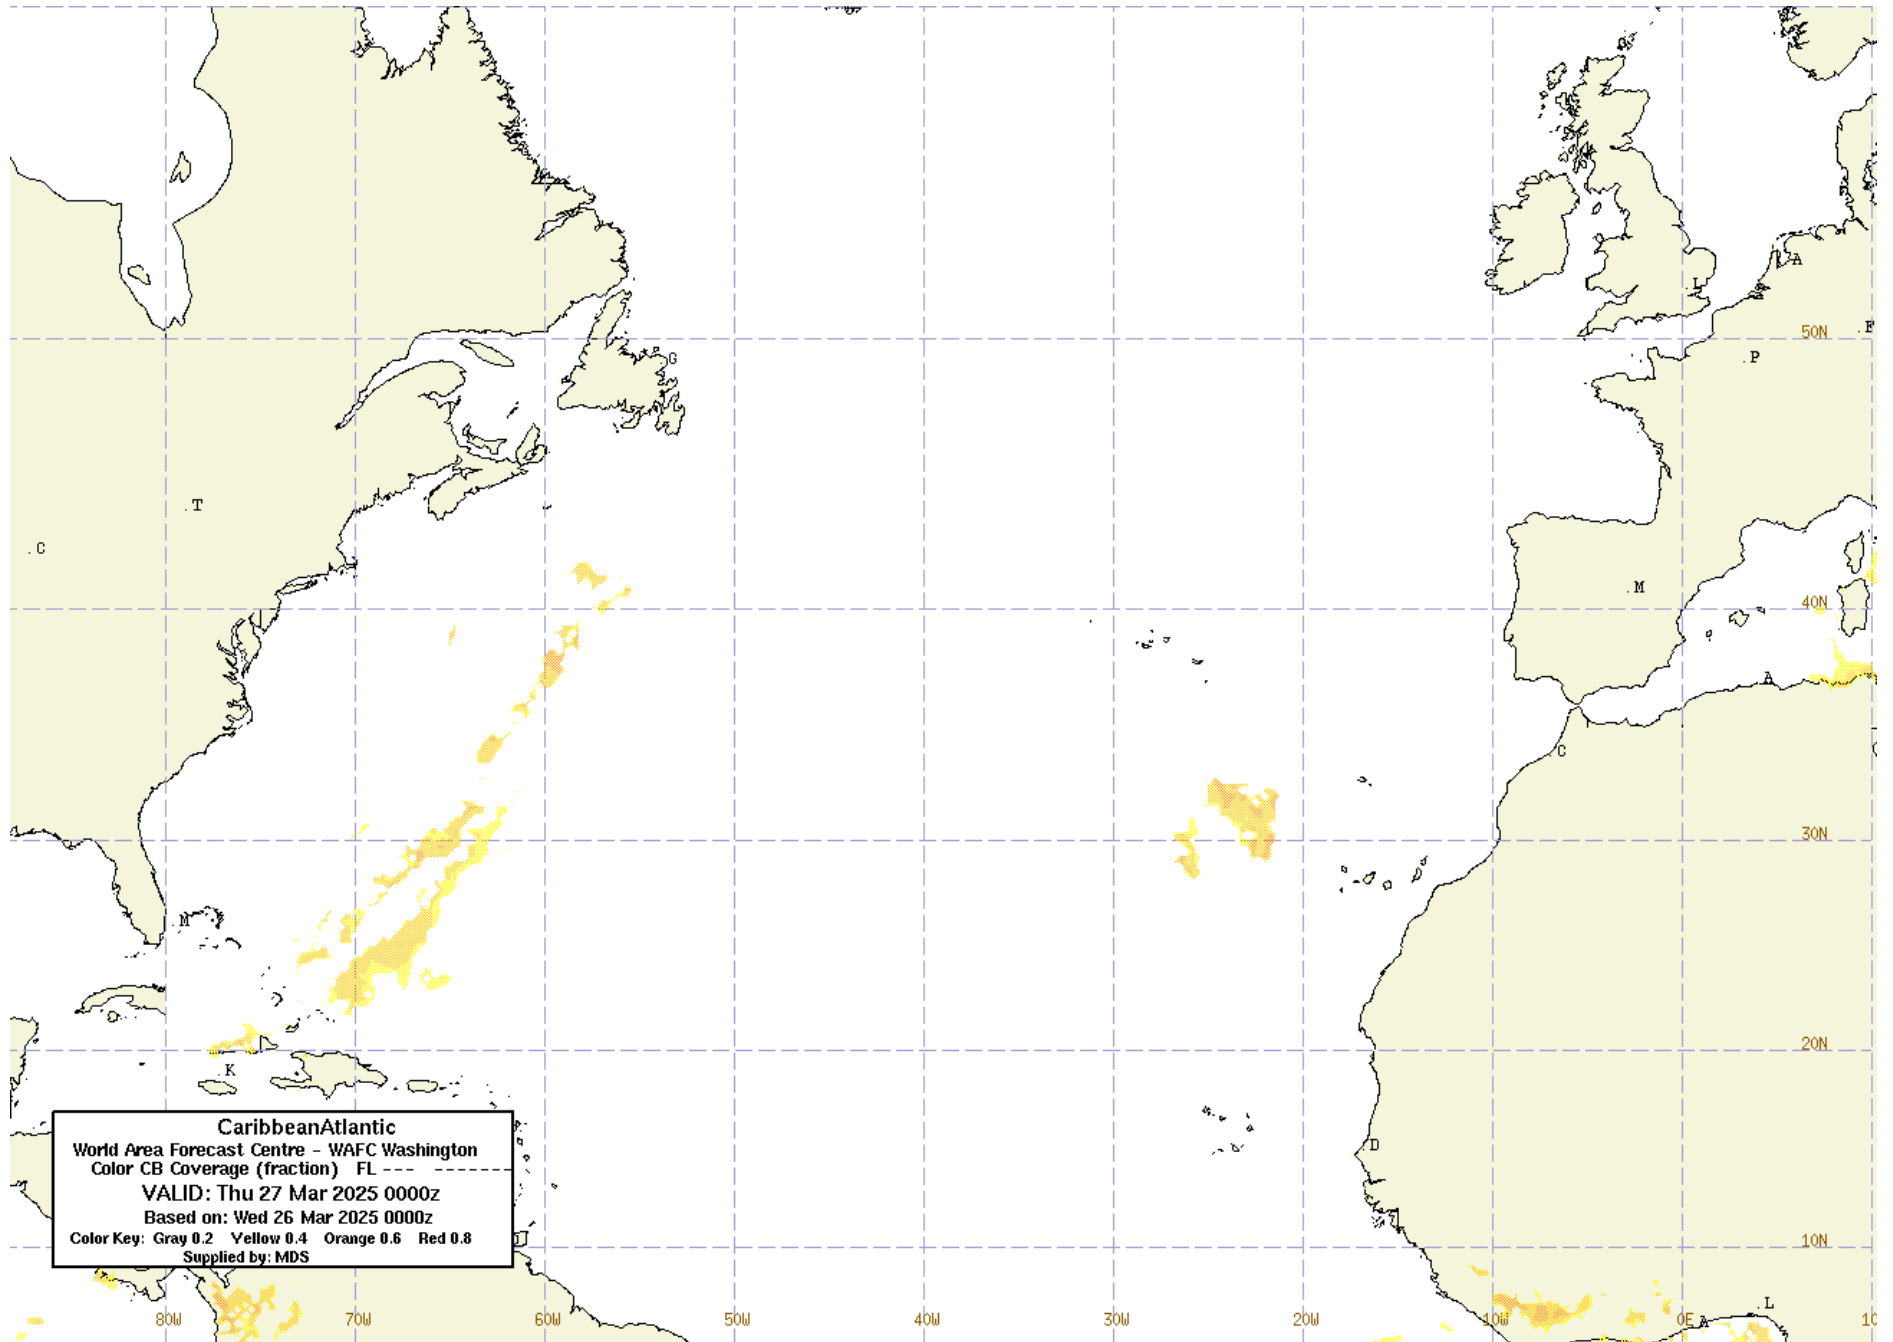 L
A
50N
F
G
P
T
C
M
40N
A
C
C
30N
M
20N
K
D
CaribbeanAtlantic
World Area Forecast Centre - WAFC Washington
Color CB Coverage (fraction) FL --- ----------
VALID: Thu 27 Mar 2025 0000z
Based on: Wed 26 Mar 2025 0000z
Color Key: Gray 0.2 Yellow 0.4 Orange 0.6 Red 0.8
Supplied by: MDS
10N
L
80W 70W 60W 50W 40W 30W 20W 10W 0E 10
A